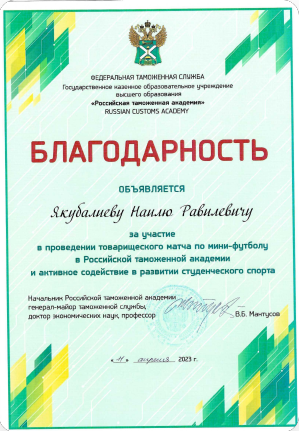 ФЕДЕРАЛЬНАЯ ТАМОЖЕННАЯ СЛУЖБА
Государственное казенное образовательное учреждение
высшего образования
«Российская таможенная академия»
RUSSIAN CUSTOMS ACADEMY
БЛАГОДАРНОСТЬ
ОБЪЯВЛЯЕТСЯ
Якубалиеву Наилю Равилевичу
за участие
в проведении товарищеского матча по мини-футболу
в Российской таможенной академии
и активное содействие в развитии студенческого спорта
Начальник Российской таможенной академии
генерал-майор таможенной службы,
доктор экономических наук, профессор
В.Б. Мантусов
«11» апреля 2023 г.